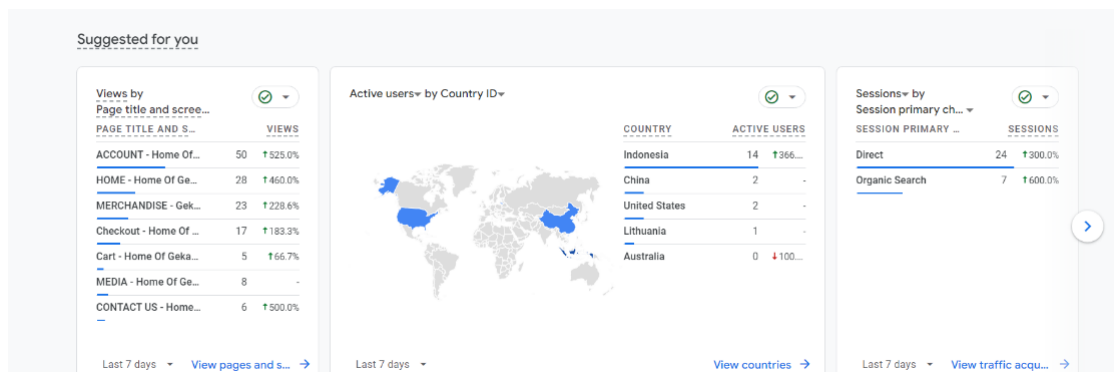 Suggested for you
Views by
Page title and scree...
PAGE TITLE AND S... VIEWS
ACCOUNT - Home Of... 50 ↑525.0%
HOME - Home Of Ge... 28 ↑460.0%
MERCHANDISE - Gek... 23 ↑228.6%
Checkout - Home Of ... 17 ↑183.3%
Cart - Home Of Geka... 5 ↑66.7%
MEDIA - Home Of Ge... 8 -
CONTACT US - Home... 6 ↑500.0%
Last 7 days View pages and s... →
Active users by Country ID
COUNTRY ACTIVE USERS
Indonesia 14 ↑366....
China 2 -
United States 2 -
Lithuania 1 -
Australia 0 ↓100....
Last 7 days View countries →
Sessions by
Session primary ch...
SESSION PRIMARY ... SESSIONS
Direct 24 ↑300.0%
Organic Search 7 ↑600.0%
Last 7 days View traffic acqu... →